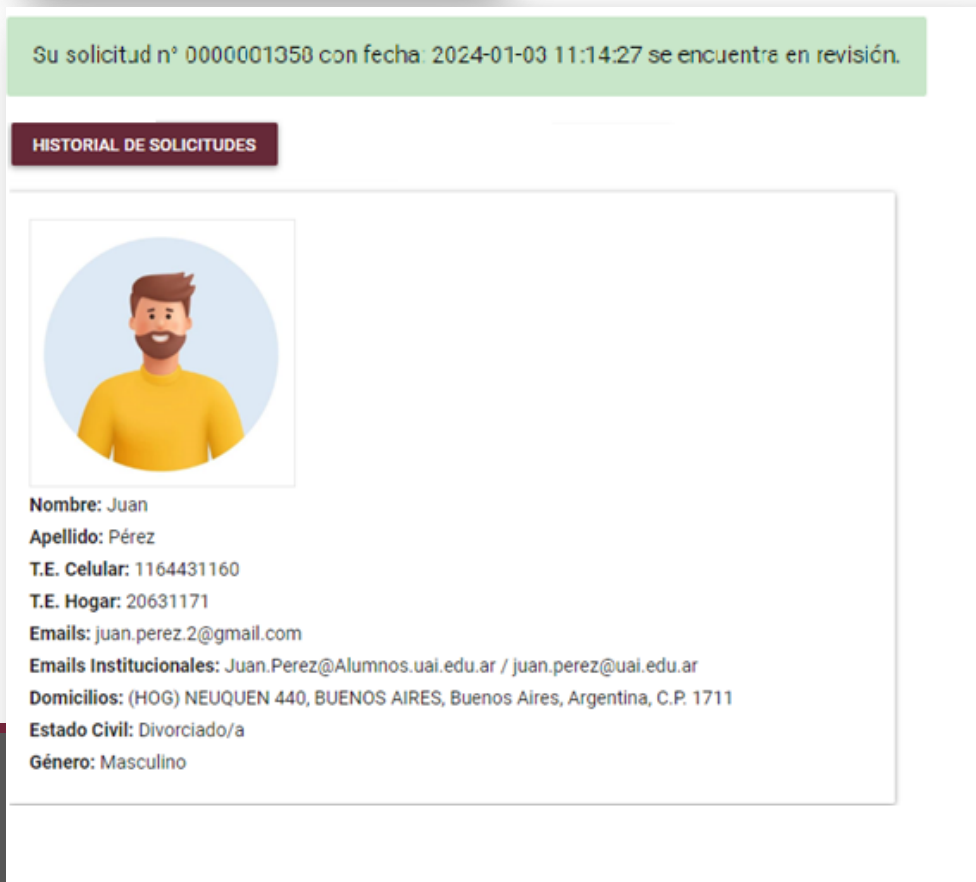 Su solicitud n° 0000001358 con fecha: 2024-01-03 11:14:27 se encuentra en revisión.
HISTORIAL DE SOLICITUDES
Nombre: Juan
Apellido: Pérez
T.E. Celular: 1164431160
T.E. Hogar: 20631171
Emails: juan.perez.2@gmail.com
Emails Institucionales: Juan.Perez@Alumnos.uai.edu.ar / juan.perez@uai.edu.ar
Domicilios: (HOG) NEUQUEN 440, BUENOS AIRES, Buenos Aires, Argentina, C.P. 1711
Estado Civil: Divorciado/a
Género: Masculino